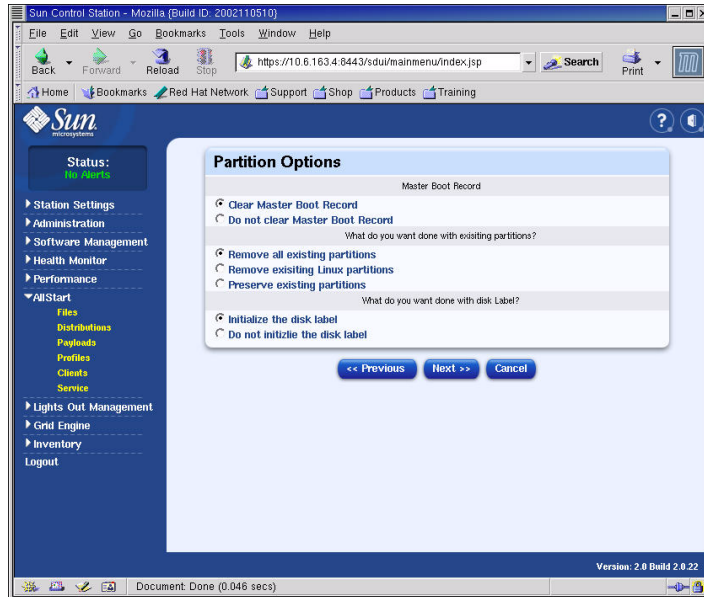 Sun Control Station - Mozilla {Build ID: 2002110510}
File Edit View Go Bookmarks Tools Window Help
Back Forward Reload Stop https://10.6.163.4:8443/sdui/mainmenu/index.jsp Search Print
Home Bookmarks Red Hat Network Support Shop Products Training
Sun
microsystems
Status:
No Alerts
Station Settings
Administration
Software Management
Health Monitor
Performance
AllStart
Files
Distributions
Payloads
Profiles
Clients
Service
Lights Out Management
Grid Engine
Inventory
Logout
Partition Options
Master Boot Record
Clear Master Boot Record
Do not clear Master Boot Record
What do you want done with exisiting partitions?
Remove all existing partitions
Remove exisiting Linux partitions
Preserve existing partitions
What do you want done with disk Label?
Initialize the disk label
Do not initizlie the disk label
<< Previous Next >> Cancel
Version: 2.0 Build 2.0.22
Document: Done (0.046 secs)